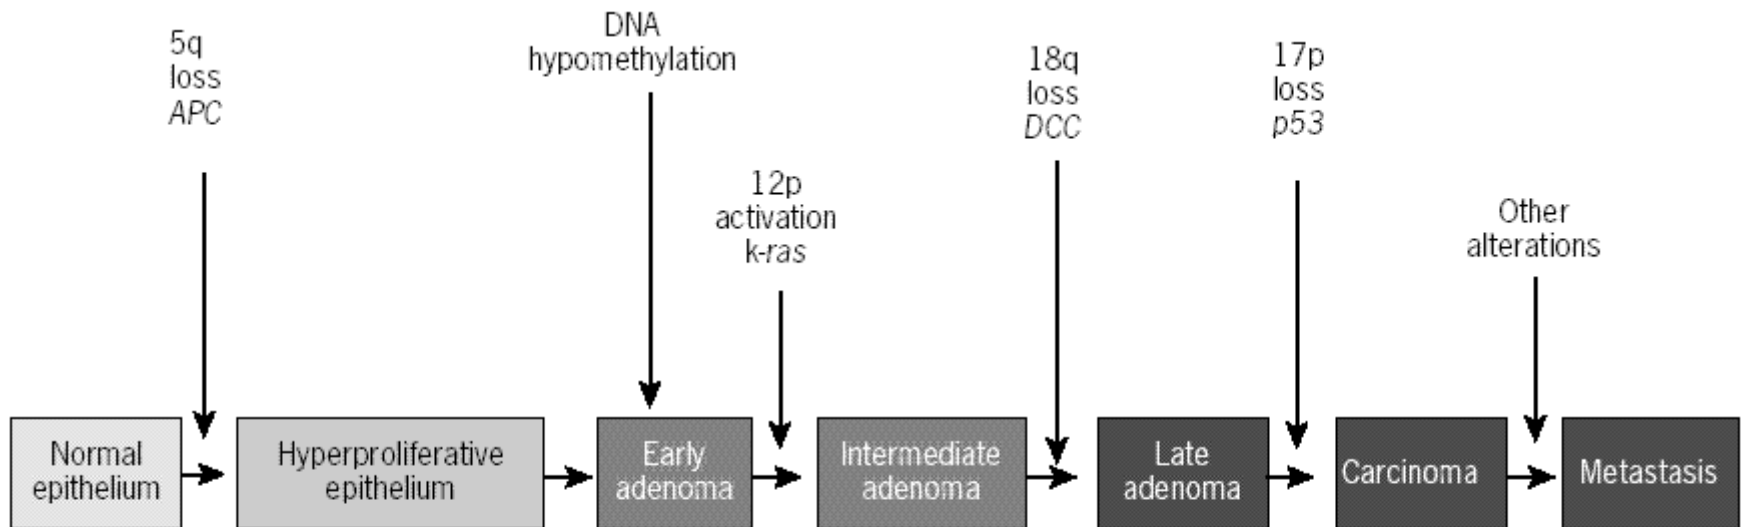 5q
loss
APC
DNA
hypomethylation
12p
activation
k-ras
18q
loss
DCC
17p
loss
p53
Other
alterations
Normal
epithelium
Hyperproliferative
epithelium
Early
adenoma
Intermediate
adenoma
Late
adenoma
Carcinoma
Metastasis